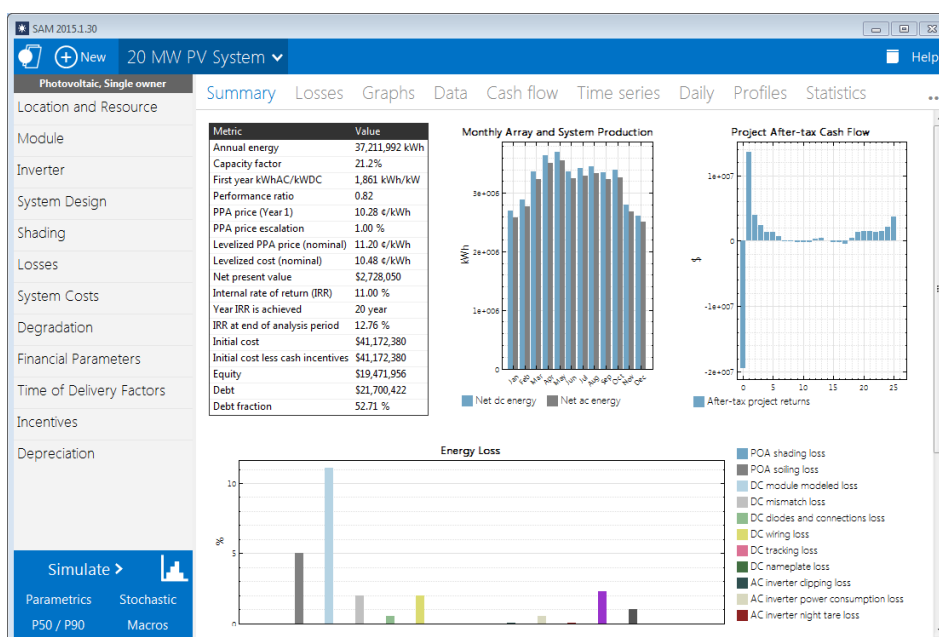 SAM 2015.1.30
New
20 MW PV System
Help
Photovoltaic, Single owner
Location and Resource
Module
Inverter
System Design
Shading
Losses
System Costs
Degradation
Financial Parameters
Time of Delivery Factors
Incentives
Depreciation
Simulate >
Parametrics Stochastic
P50 / P90 Macros
Summary Losses Graphs Data Cash flow Time series Daily Profiles Statistics
Metric Value
Annual energy 37,211,992 kWh
Capacity factor 21.2%
First year kWhAC/kWDC 1,861 kWh/kW
Performance ratio 0.82
PPA price (Year 1) 10.28 ¢/kWh
PPA price escalation 1.00 %
Levelized PPA price (nominal) 11.20 ¢/kWh
Levelized cost (nominal) 10.48 ¢/kWh
Net present value $2,728,050
Internal rate of return (IRR) 11.00 %
Year IRR is achieved 20 year
IRR at end of analysis period 12.76 %
Initial cost $41,172,380
Initial cost less cash incentives $41,172,380
Equity $19,471,956
Debt $21,700,422
Debt fraction 52.71 %
Monthly Array and System Production
kWh
3e+006
2e+006
1e+006
0
Jan Feb Mar Apr May Jun Jul Aug Sep Oct Nov Dec
Net dc energy Net ac energy
Project After-tax Cash Flow
$
1e+007
0
-1e+007
-2e+007
0 5 10 15 20 25
After-tax project returns
Energy Loss
%
10
5
0
POA shading loss
POA soiling loss
DC module modeled loss
DC mismatch loss
DC diodes and connections loss
DC wiring loss
DC tracking loss
DC nameplate loss
AC inverter clipping loss
AC inverter power consumption loss
AC inverter night tare loss